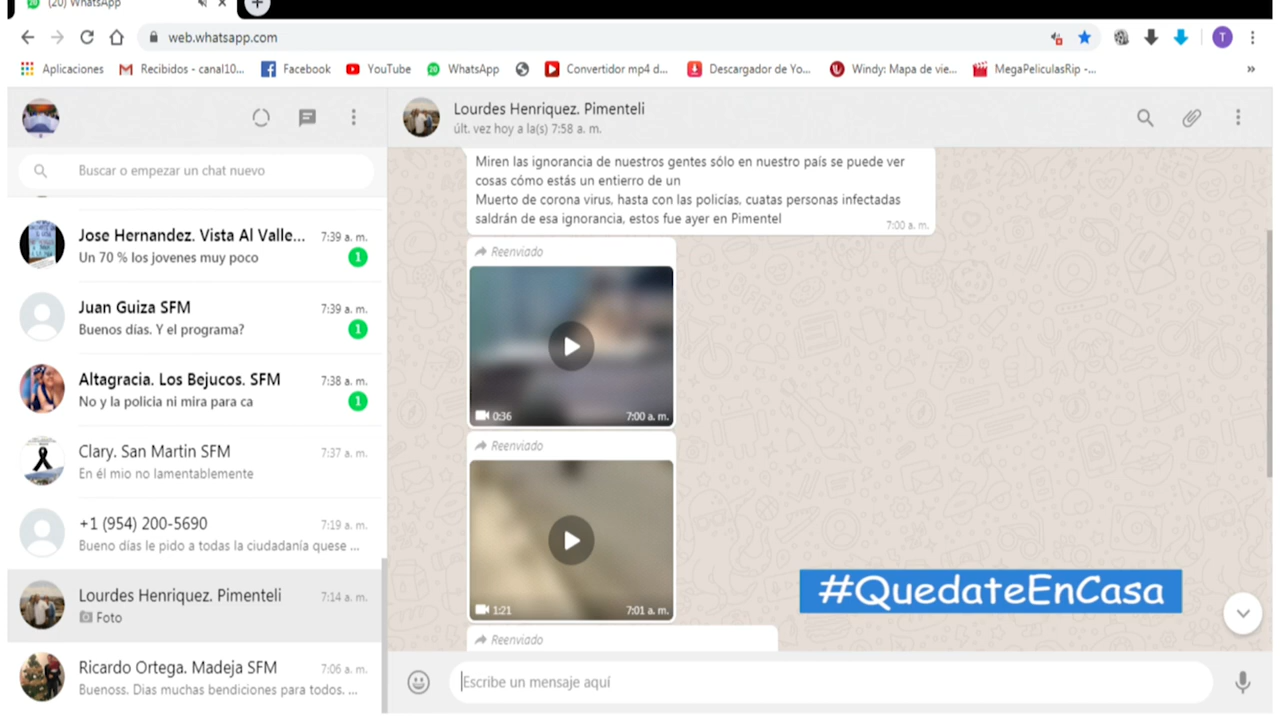 (20) WhatsApp
web.whatsapp.com
T
Aplicaciones
Recibidos - canal10...
Facebook
YouTube
WhatsApp
Convertidor mp4 d...
Descargador de Yo...
Windy: Mapa de vie...
MegaPeliculasRip -...
»
Lourdes Henriquez. Pimenteli
últ. vez hoy a la(s) 7:58 a. m.
Buscar o empezar un chat nuevo
Jose Hernandez. Vista Al Valle...
7:39 a. m.
Un 70 % los jovenes muy poco
1
Juan Guiza SFM
7:39 a. m.
Buenos días. Y el programa?
1
Altagracia. Los Bejucos. SFM
7:38 a. m.
No y la policia ni mira para ca
1
Clary. San Martin SFM
7:37 a. m.
En él mio no lamentablemente
+1 (954) 200-5690
7:19 a. m.
Bueno días le pido a todas la ciudadanía quese ...
Lourdes Henriquez. Pimenteli
7:14 a. m.
Foto
Ricardo Ortega. Madeja SFM
7:06 a. m.
Buenoss. Dias muchas bendiciones para todos. ...
Miren las ignorancia de nuestros gentes sólo en nuestro país se puede ver
cosas cómo estás un entierro de un
Muerto de corona virus, hasta con las policías, cuatas personas infectadas
saldrán de esa ignorancia, estos fue ayer en Pimentel
7:00 a. m.
Reenviado
0:36
7:00 a. m.
Reenviado
1:21
7:01 a. m.
Reenviado
#QuedateEnCasa
Escribe un mensaje aquí